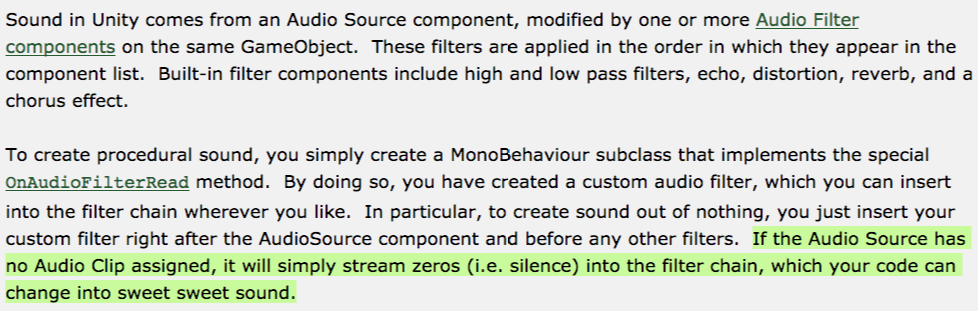 Sound in Unity comes from an Audio Source component, modified by one or more Audio Filter
components on the same GameObject.  These filters are applied in the order in which they appear in the
component list.  Built-in filter components include high and low pass filters, echo, distortion, reverb, and a
chorus effect.
To create procedural sound, you simply create a MonoBehaviour subclass that implements the special
OnAudioFilterRead method.  By doing so, you have created a custom audio filter, which you can insert
into the filter chain wherever you like.  In particular, to create sound out of nothing, you just insert your
custom filter right after the AudioSource component and before any other filters.  If the Audio Source has
no Audio Clip assigned, it will simply stream zeros (i.e. silence) into the filter chain, which your code can
change into sweet sweet sound.